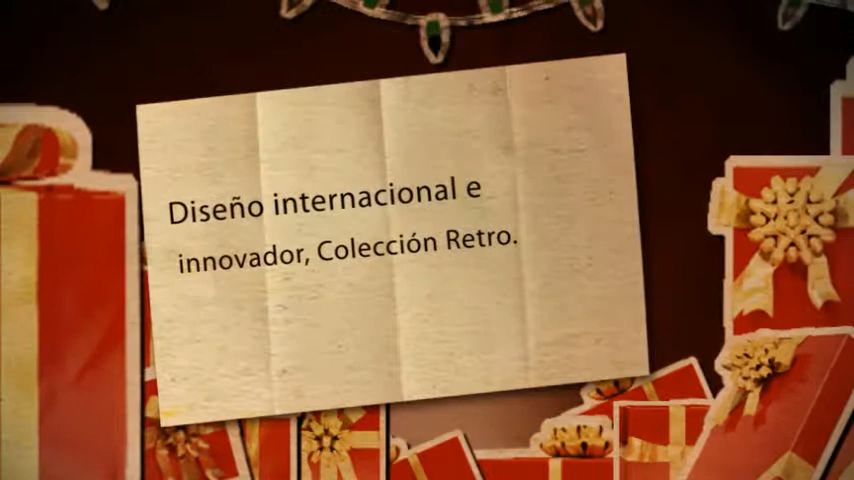 Diseño internacional e
innovador, Colección Retro.